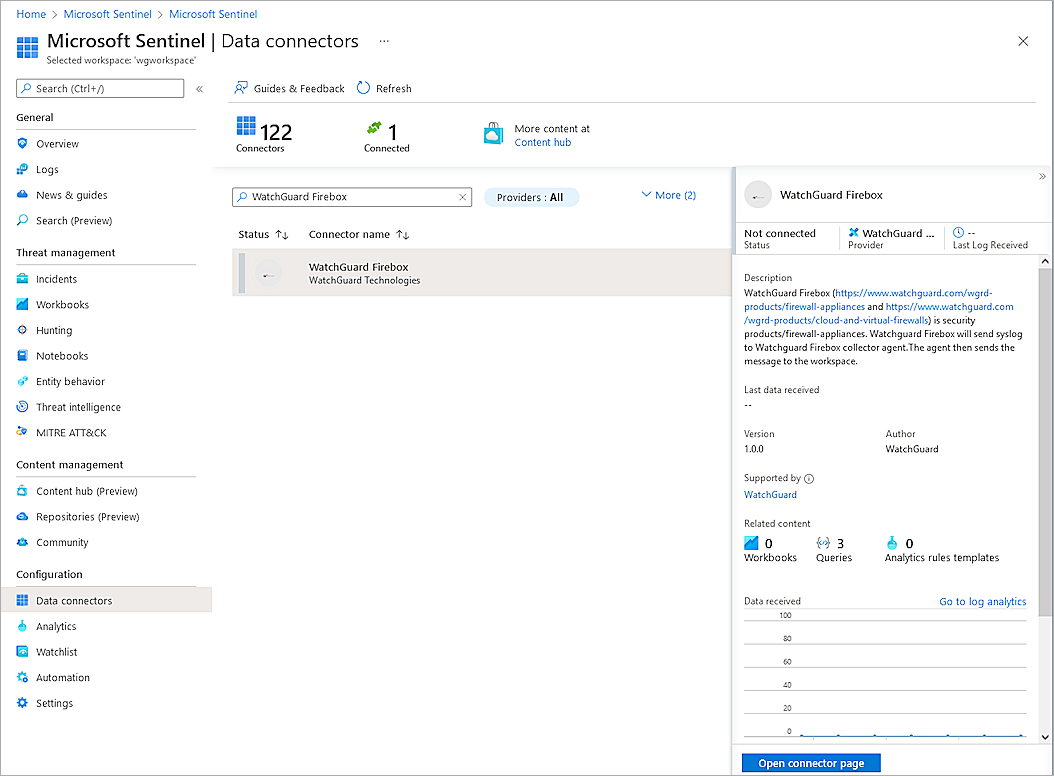 Home > Microsoft Sentinel > Microsoft Sentinel
Microsoft Sentinel | Data connectors ...
Selected workspace: 'wgworkspace'
Search (Ctrl+/)
«
General
Overview
Logs
News & guides
Search (Preview)
Threat management
Incidents
Workbooks
Hunting
Notebooks
Entity behavior
Threat intelligence
MITRE ATT&CK
Content management
Content hub (Preview)
Repositories (Preview)
Community
Configuration
Data connectors
Analytics
Watchlist
Automation
Settings
Guides & Feedback Refresh
122
Connectors
1
Connected
More content at
Content hub
WatchGuard Firebox
Providers : All
More (2)
Status ↑↓ Connector name ↑↓
WatchGuard Firebox
WatchGuard Technologies
»
WatchGuard Firebox
Not connected
Status
WatchGuard ...
Provider
--
Last Log Received
Description
WatchGuard Firebox (https://www.watchguard.com/wgrd-
products/firewall-appliances and https://www.watchguard.com
/wgrd-products/cloud-and-virtual-firewalls) is security
products/firewall-appliances. Watchguard Firebox will send syslog
to Watchguard Firebox collector agent.The agent then sends the
message to the workspace.
Last data received
--
Version
1.0.0
Author
WatchGuard
Supported by
WatchGuard
Related content
0
Workbooks
3
Queries
0
Analytics rules templates
Data received
Go to log analytics
100
80
60
40
20
0
Open connector page